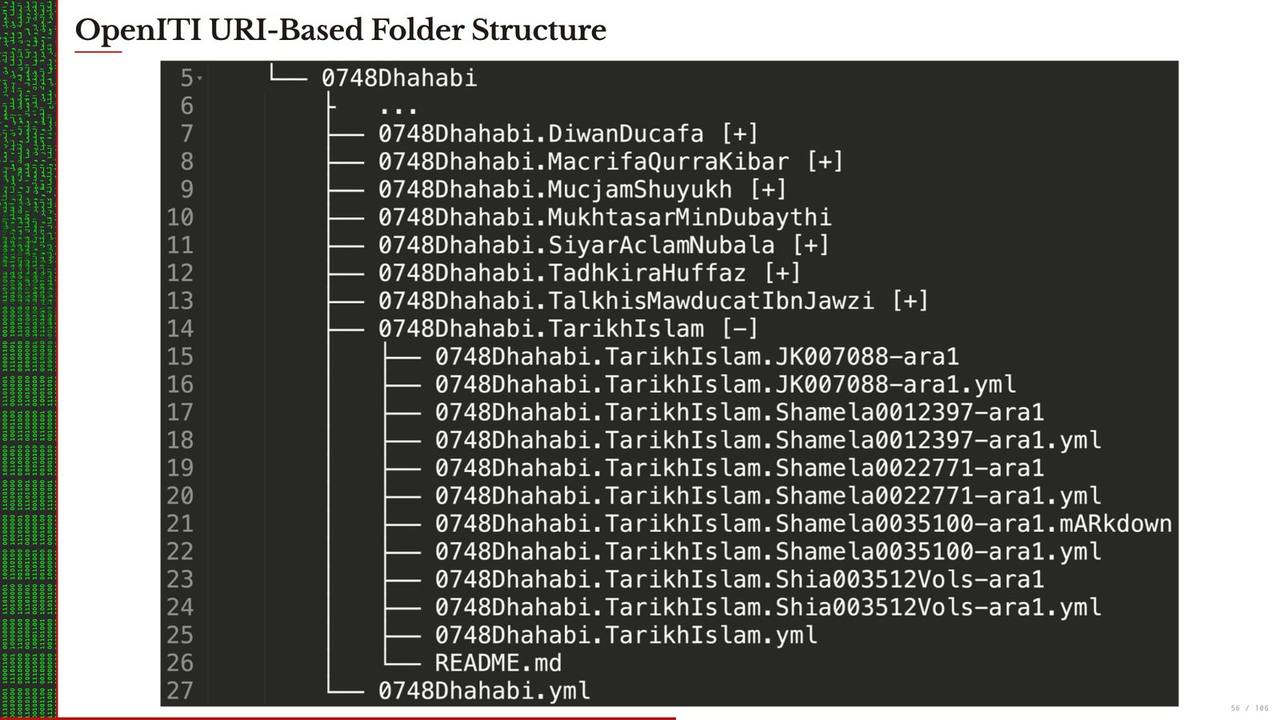 OpenITI URI-Based Folder Structure
5 └── 0748Dhahabi
6 ├ ...
7 ├── 0748Dhahabi.DiwanDucafa [+]
8 ├── 0748Dhahabi.MacrifaQurraKibar [+]
9 ├── 0748Dhahabi.MucjamShuyukh [+]
10 ├── 0748Dhahabi.MukhtasarMinDubaythi
11 ├── 0748Dhahabi.SiyarAclamNubala [+]
12 ├── 0748Dhahabi.TadhkiraHuffaz [+]
13 ├── 0748Dhahabi.TalkhisMawducatIbnJawzi [+]
14 ├── 0748Dhahabi.TarikhIslam [−]
15 │ ├── 0748Dhahabi.TarikhIslam.JK007088−ara1
16 │ ├── 0748Dhahabi.TarikhIslam.JK007088−ara1.yml
17 │ ├── 0748Dhahabi.TarikhIslam.Shamela0012397−ara1
18 │ ├── 0748Dhahabi.TarikhIslam.Shamela0012397−ara1.yml
19 │ ├── 0748Dhahabi.TarikhIslam.Shamela0022771−ara1
20 │ ├── 0748Dhahabi.TarikhIslam.Shamela0022771−ara1.yml
21 │ ├── 0748Dhahabi.TarikhIslam.Shamela0035100−ara1.mARkdown
22 │ ├── 0748Dhahabi.TarikhIslam.Shamela0035100−ara1.yml
23 │ ├── 0748Dhahabi.TarikhIslam.Shia003512Vols−ara1
24 │ ├── 0748Dhahabi.TarikhIslam.Shia003512Vols−ara1.yml
25 │ ├── 0748Dhahabi.TarikhIslam.yml
26 │ └── README.md
27 └── 0748Dhahabi.yml
56 / 106